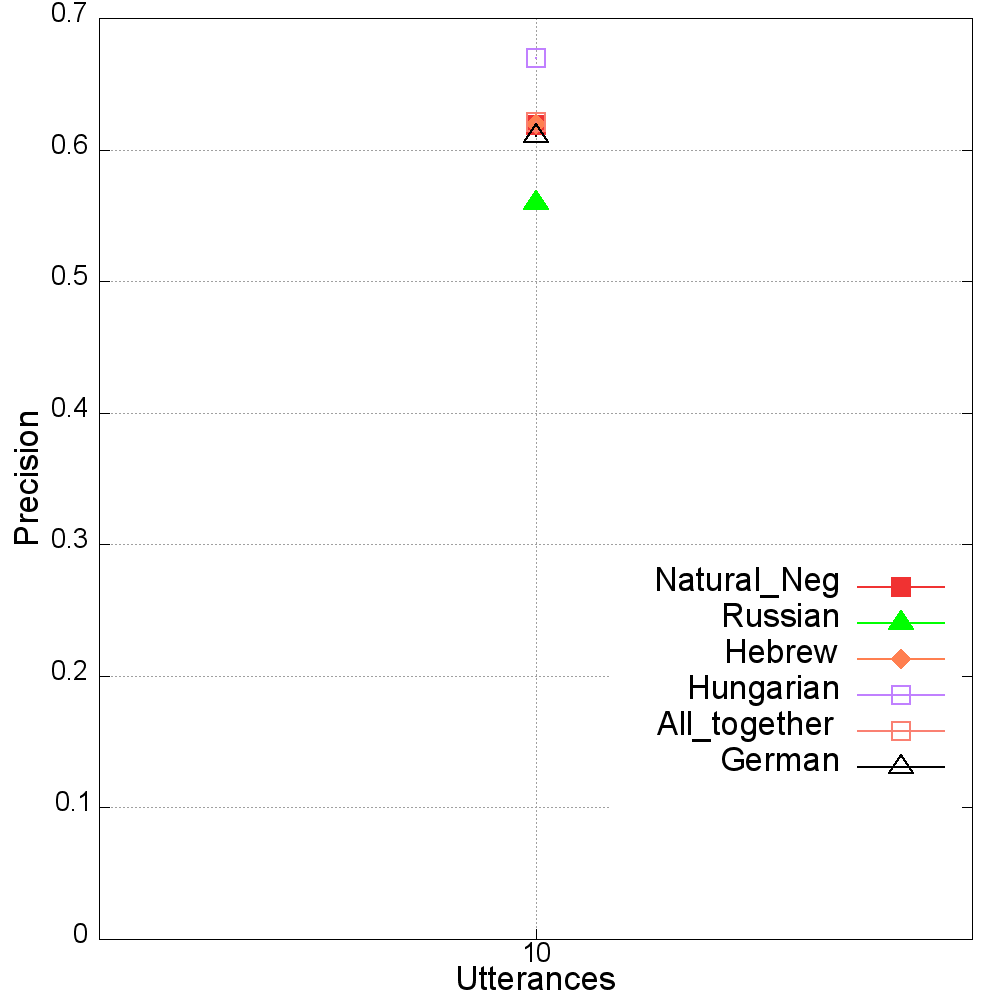 0.7
0.6
0.5
0.4
0.3
0.2
0.1
0
Precision
Natural_Neg
Russian
Hebrew
Hungarian
All_together
German
10
Utterances